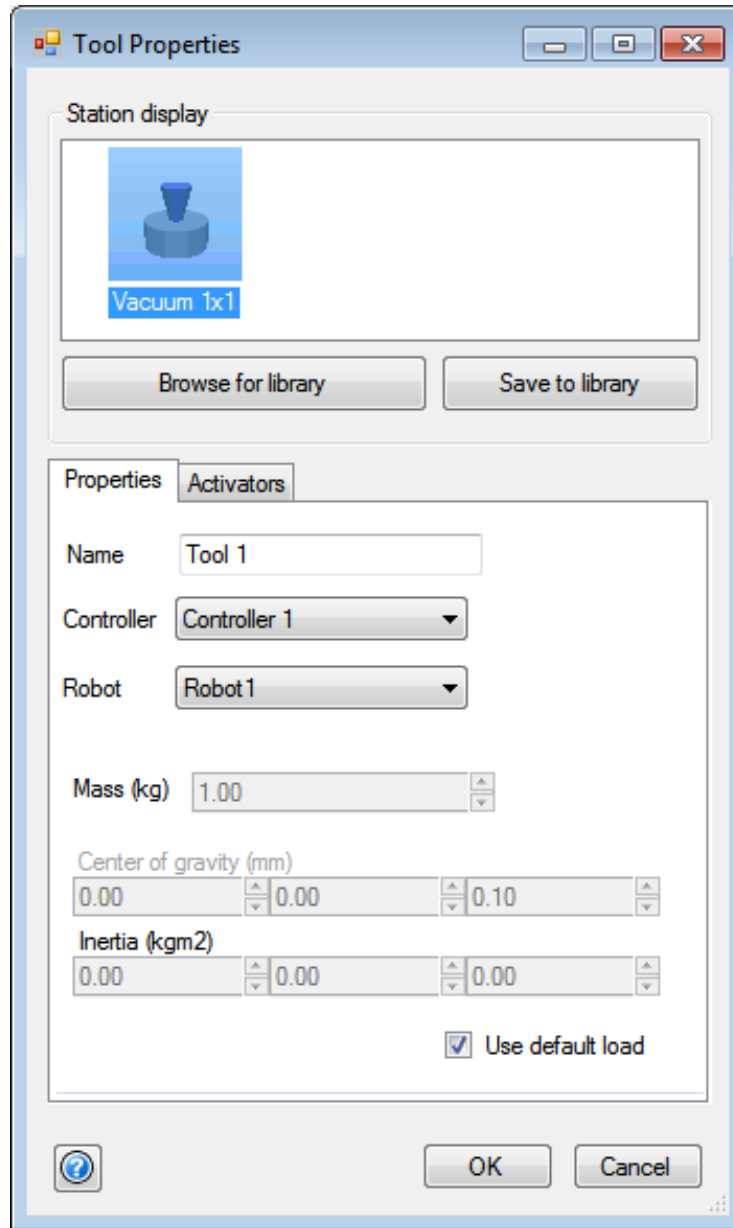 Tool Properties
Station display
Vacuum 1x1
Browse for library Save to library
Properties Activators
Name Tool 1
Controller Controller 1
Robot Robot1
Mass (kg) 1.00
Center of gravity (mm)
0.00 0.00 0.10
Inertia (kgm2)
0.00 0.00 0.00
Use default load
OK Cancel